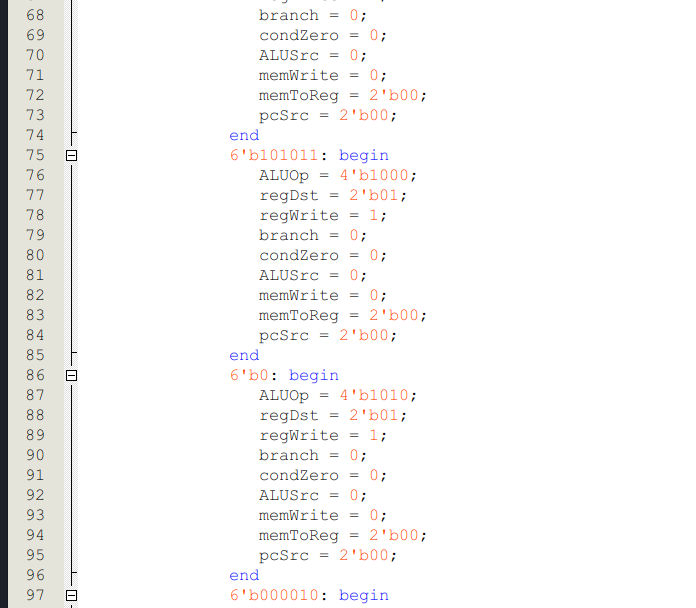 68 branch = 0;
69 condZero = 0;
70 ALUSrc = 0;
71 memWrite = 0;
72 memToReg = 2'b00;
73 pcSrc = 2'b00;
74 end
75 6'b101011: begin
76 ALUOp = 4'b1000;
77 regDst = 2'b01;
78 regWrite = 1;
79 branch = 0;
80 condZero = 0;
81 ALUSrc = 0;
82 memWrite = 0;
83 memToReg = 2'b00;
84 pcSrc = 2'b00;
85 end
86 6'b0: begin
87 ALUOp = 4'b1010;
88 regDst = 2'b01;
89 regWrite = 1;
90 branch = 0;
91 condZero = 0;
92 ALUSrc = 0;
93 memWrite = 0;
94 memToReg = 2'b00;
95 pcSrc = 2'b00;
96 end
97 6'b000010: begin